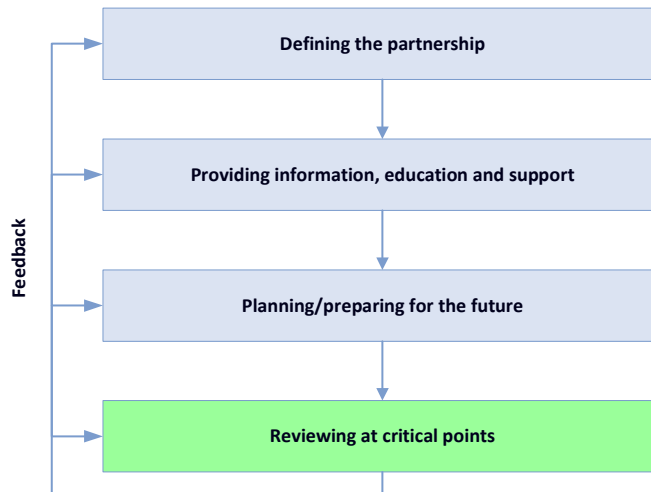 Defining the partnership
Providing information, education and support
Feedback
Planning/preparing for the future
Reviewing at critical points